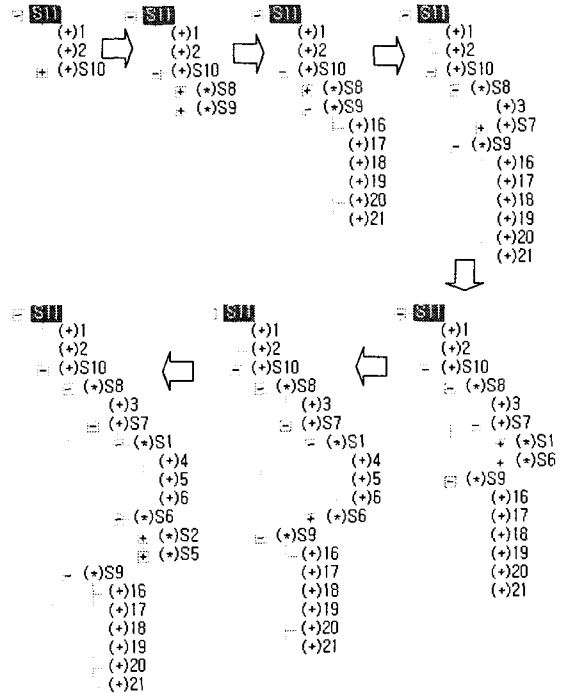 S11
(+)1
(+)2
(+)S10
S11
(+)1
(+)2
(+)S10
(*)S8
(*)S9
S11
(+)1
(+)2
(+)S10
(*)S8
(*)S9
(+)16
(+)17
(+)18
(+)19
(+)20
(+)21
S11
(+)1
(+)2
(+)S10
(*)S8
(+)3
(+)S7
(*)S9
(+)16
(+)17
(+)18
(+)19
(+)20
(+)21
S11
(+)1
(+)2
(+)S10
(*)S8
(+)3
(+)S7
(*)S1
(*)S6
(*)S9
(+)16
(+)17
(+)18
(+)19
(+)20
(+)21
S11
(+)1
(+)2
(+)S10
(*)S8
(+)3
(+)S7
(*)S1
(+)4
(+)5
(+)6
(*)S6
(*)S9
(+)16
(+)17
(+)18
(+)19
(+)20
(+)21
S11
(+)1
(+)2
(+)S10
(*)S8
(+)3
(+)S7
(*)S1
(+)4
(+)5
(+)6
(*)S6
(*)S2
(*)S5
(*)S9
(+)16
(+)17
(+)18
(+)19
(+)20
(+)21